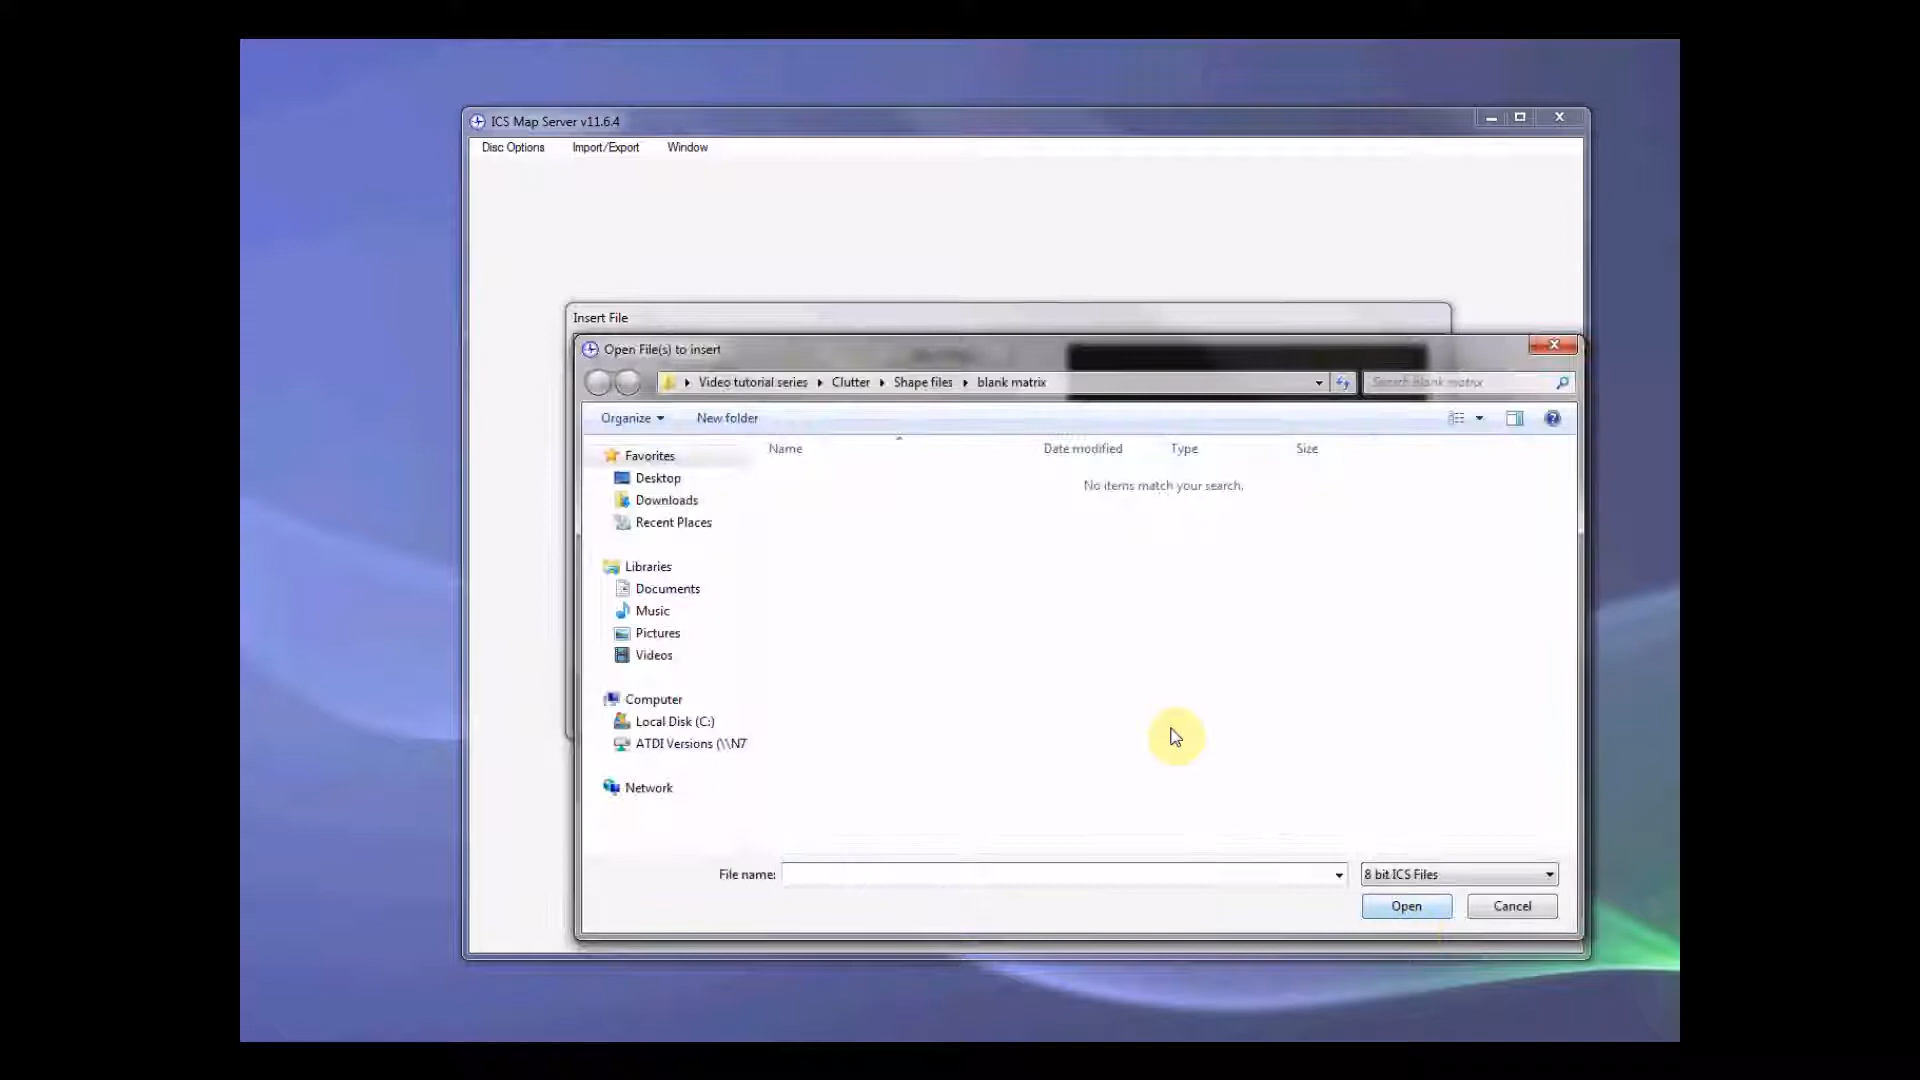 ICS Map Server v11.6.4
Disc Options Import/Export Window
Insert File
Open File(s) to insert
Video tutorial series Clutter Shape files blank matrix Search blank matrix
Organize New folder
Name Date modified Type Size
No items match your search.
Favorites
Desktop
Downloads
Recent Places
Libraries
Documents
Music
Pictures
Videos
Computer
Local Disk (C:)
ATDI Versions (\\N7
Network
File name: 8 bit ICS Files
Open Cancel